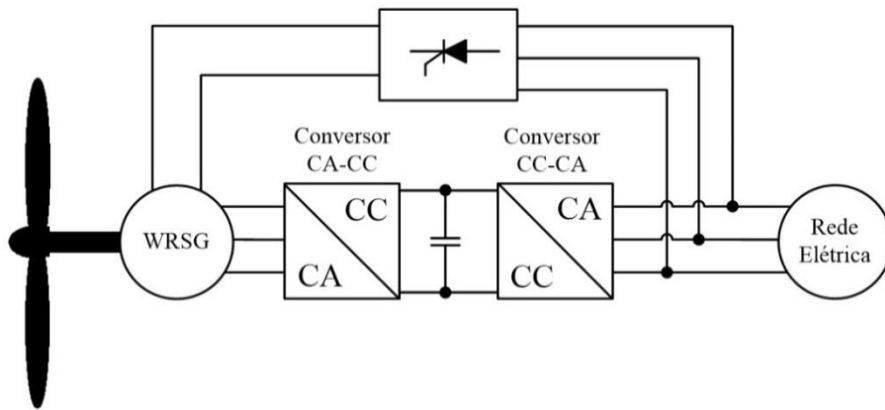 Conversor
CA-CC
Conversor
CC-CA
WRSG
CC
CA
CA
CC
Rede
Elétrica